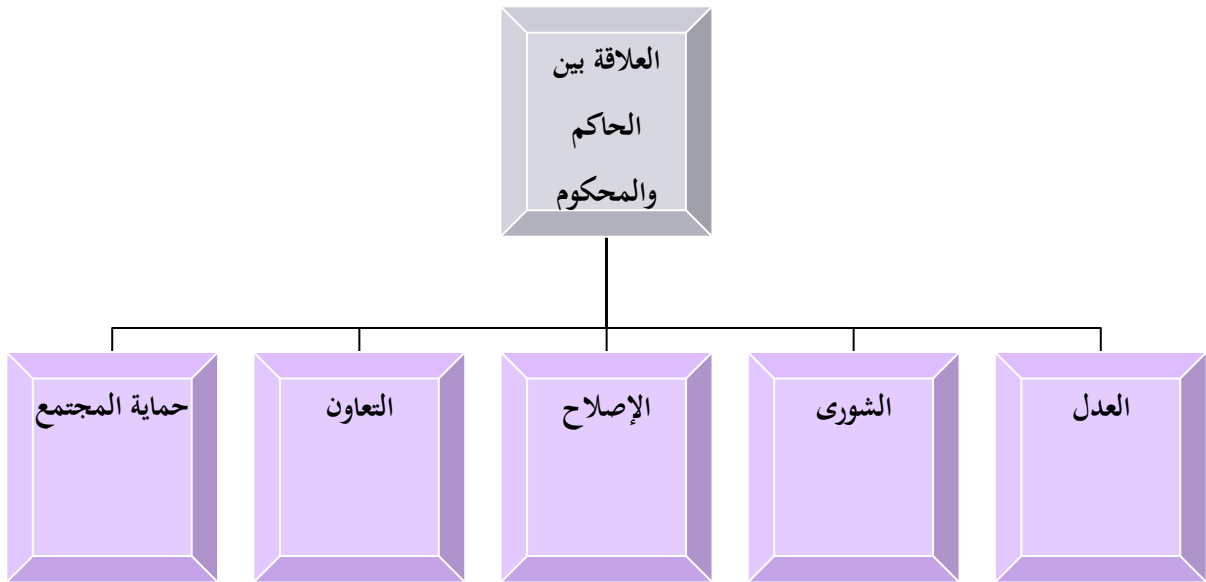 العلاقة بين
الحاكم
والمحكوم
العدل
الشورى
الإصلاح
التعاون
حماية المجتمع